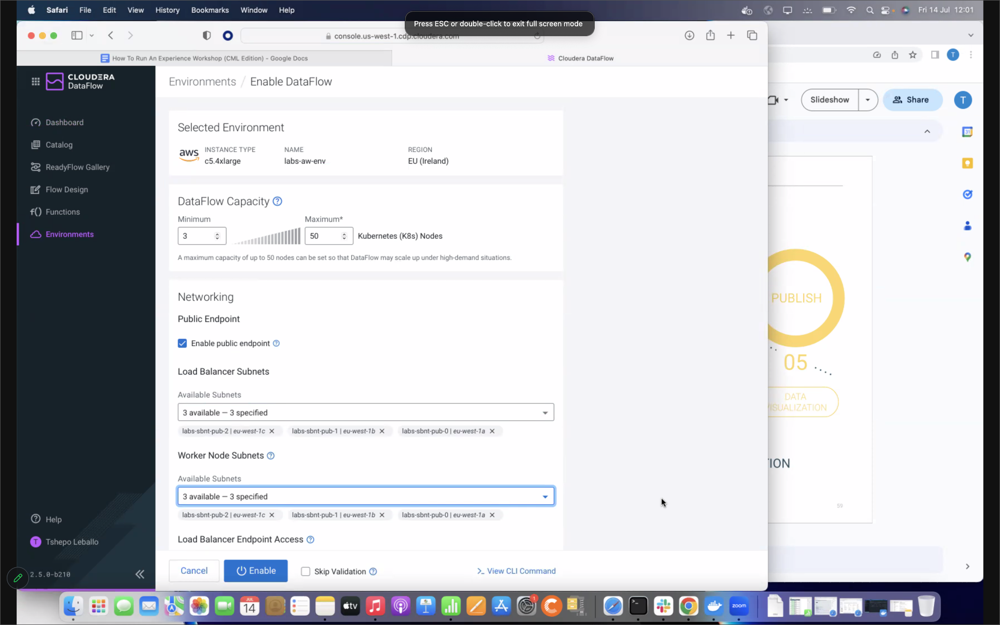 Safari File Edit View History Bookmarks Window Help
Fri 14 Jul 12:01
Press ESC or double-click to exit full screen mode
console.us-west-1.cdp.cloudera.com
How To Run An Experience Workshop (CML Edition) - Google Docs
Cloudera DataFlow
CLOUDERA
DataFlow
Dashboard
Catalog
ReadyFlow Gallery
Flow Design
f() Functions
Environments
Help
T Tshepo Leballo
2.5.0-b210
Environments / Enable DataFlow
Selected Environment
aws
INSTANCE TYPE NAME REGION
c5.4xlarge labs-aw-env EU (Ireland)
DataFlow Capacity
Minimum Maximum*
3 50 Kubernetes (K8s) Nodes
A maximum capacity of up to 50 nodes can be set so that DataFlow may scale up under high-demand situations.
Networking
Public Endpoint
Enable public endpoint
Load Balancer Subnets
Available Subnets
3 available — 3 specified
labs-sbnt-pub-2 | eu-west-1c labs-sbnt-pub-1 | eu-west-1b labs-sbnt-pub-0 | eu-west-1a
Worker Node Subnets
Available Subnets
3 available — 3 specified
labs-sbnt-pub-2 | eu-west-1c labs-sbnt-pub-1 | eu-west-1b labs-sbnt-pub-0 | eu-west-1a
Load Balancer Endpoint Access
Cancel Enable Skip Validation >_ View CLI Command
T
Slideshow Share T
31
PUBLISH
05
DATA
ISUALIZATION
TION
59
JUL
14
tv
1
zoom